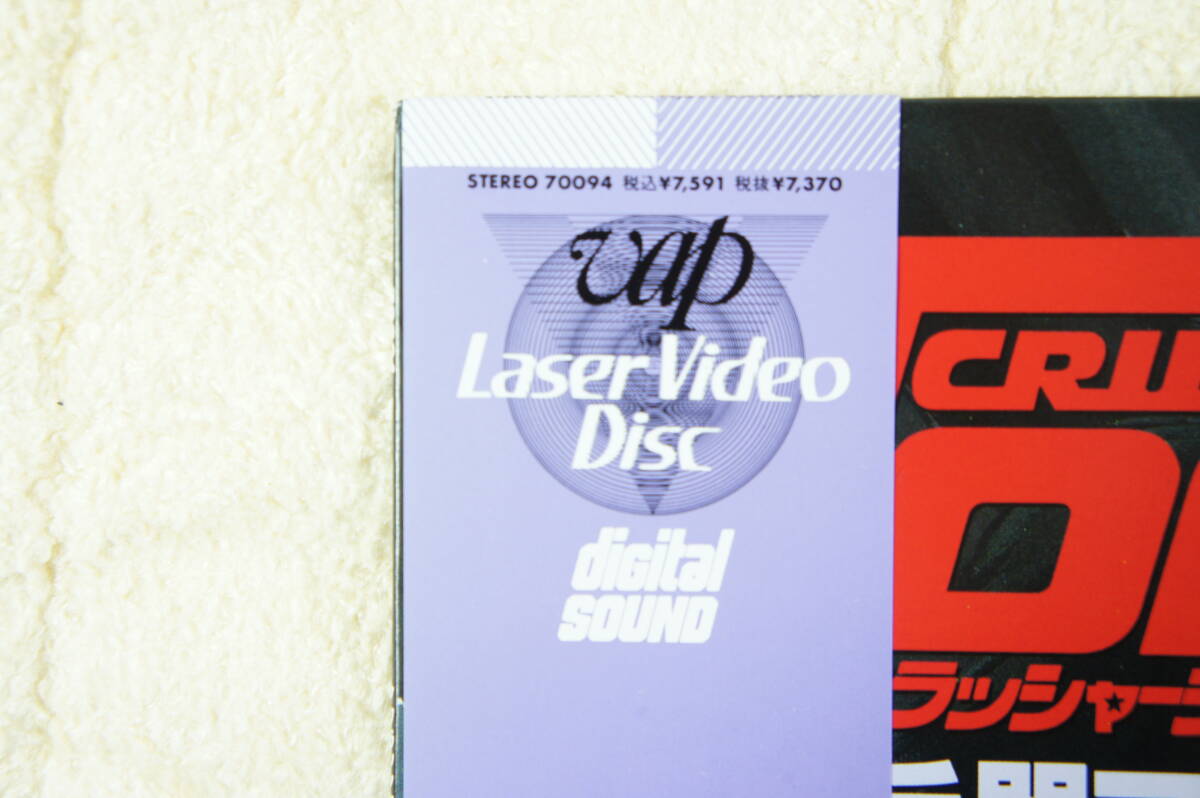 STEREO 70094 税込¥7,591 税抜¥7,370
vap
Laser Video
Disc
digital
SOUND
CRU
ラッシャー